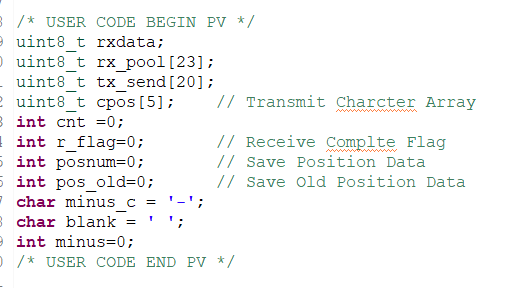 /* USER CODE BEGIN PV */
uint8_t rxdata;
uint8_t rx_pool[23];
uint8_t tx_send[20];
uint8_t cpos[5];    // Transmit Charcter Array
int cnt =0;
int r_flag=0;       // Receive Complte Flag
int posnum=0;       // Save Position Data
int pos_old=0;      // Save Old Position Data
char minus_c = '-';
char blank = ' ';
int minus=0;
/* USER CODE END PV */